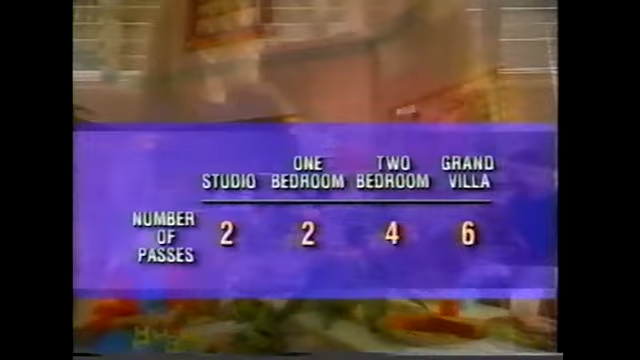 ONE TWO GRAND
STUDIO BEDROOM BEDROOM VILLA
NUMBER
OF
PASSES
2 2 4 6